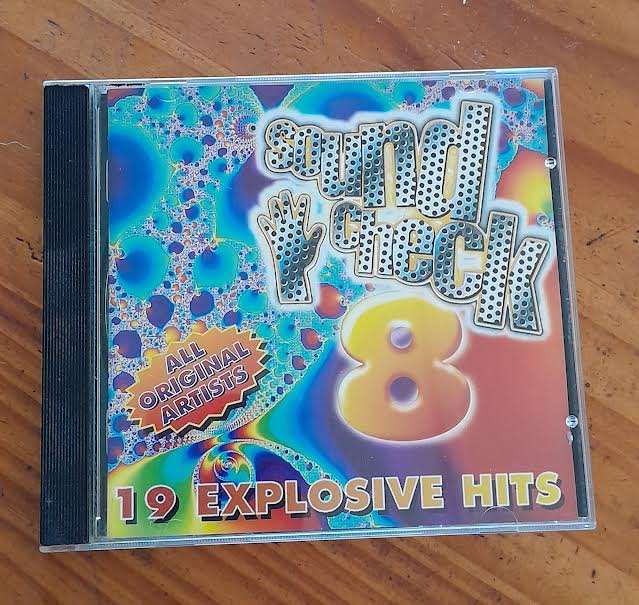 sound
check
8
ALL
ORIGINAL
ARTISTS
19 EXPLOSIVE HITS